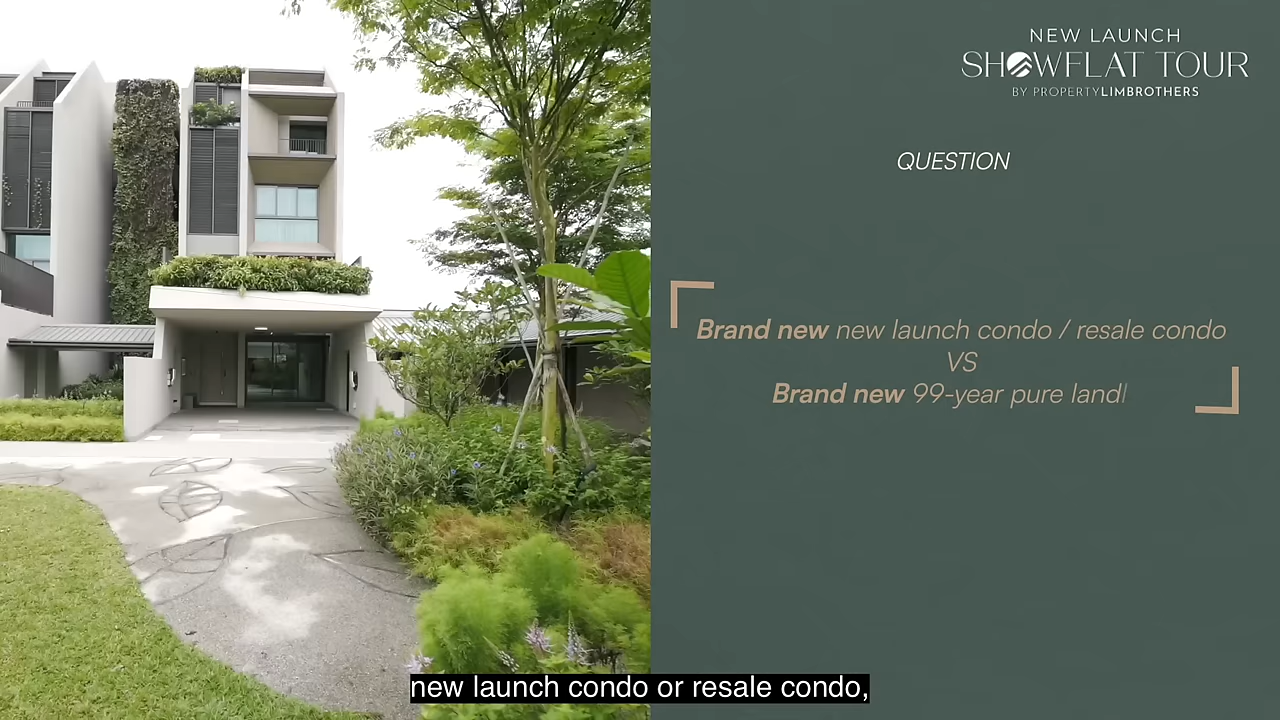 NEW LAUNCH
SHOWFLAT TOUR
BY PROPERTYLIMBROTHERS
QUESTION
Brand new new launch condo / resale condo
VS
Brand new 99-year pure landl
new launch condo or resale condo,